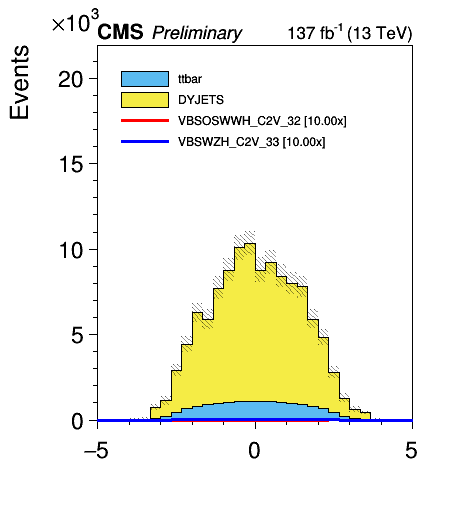 ×10³
CMS Preliminary 137 fb⁻¹ (13 TeV)
Events
ttbar
DYJETS
VBSOSWWH_C2V_32 [10.00x]
VBSWZH_C2V_33 [10.00x]
20
15
10
5
0
−5 0 5